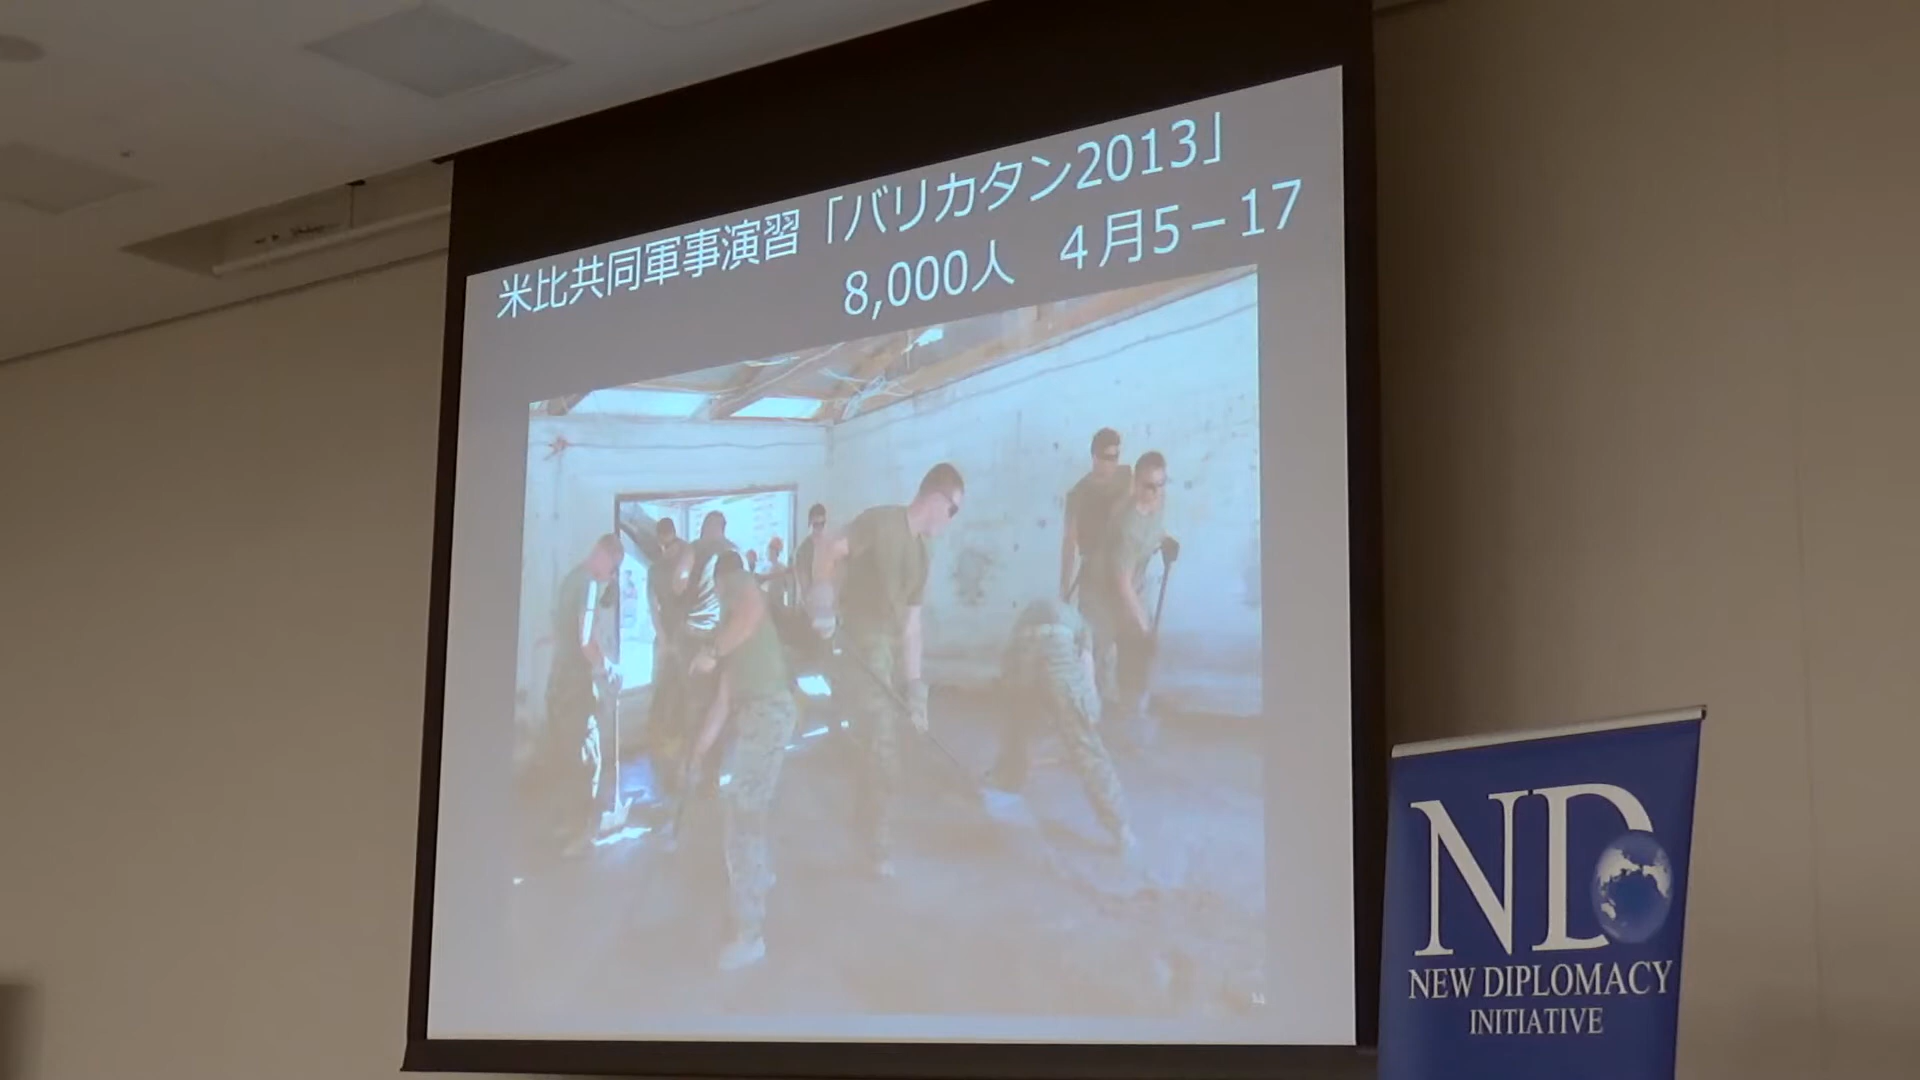 米比共同軍事演習「バリカタン2013」
8,000人　４月5－17
ND
NEW DIPLOMACY
INITIATIVE